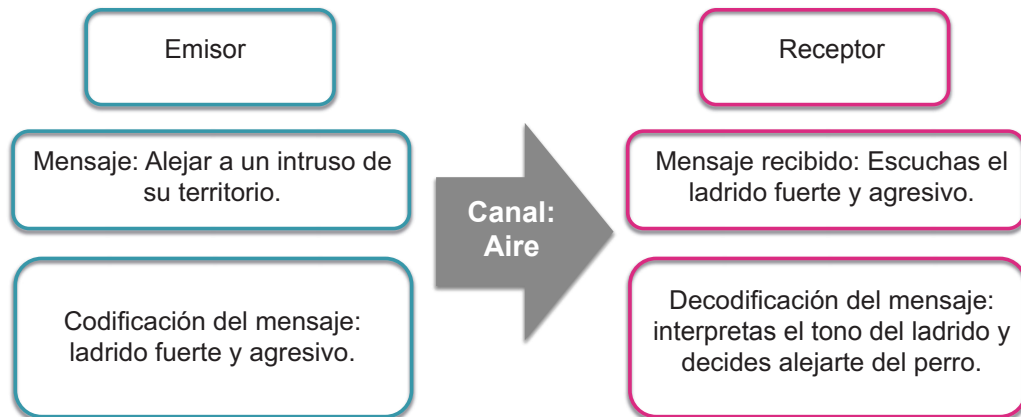 Emisor
Mensaje: Alejar a un intruso de
su territorio.
Codificación del mensaje:
ladrido fuerte y agresivo.
Canal:
Aire
Receptor
Mensaje recibido: Escuchas el
ladrido fuerte y agresivo.
Decodificación del mensaje:
interpretas el tono del ladrido y
decides alejarte del perro.